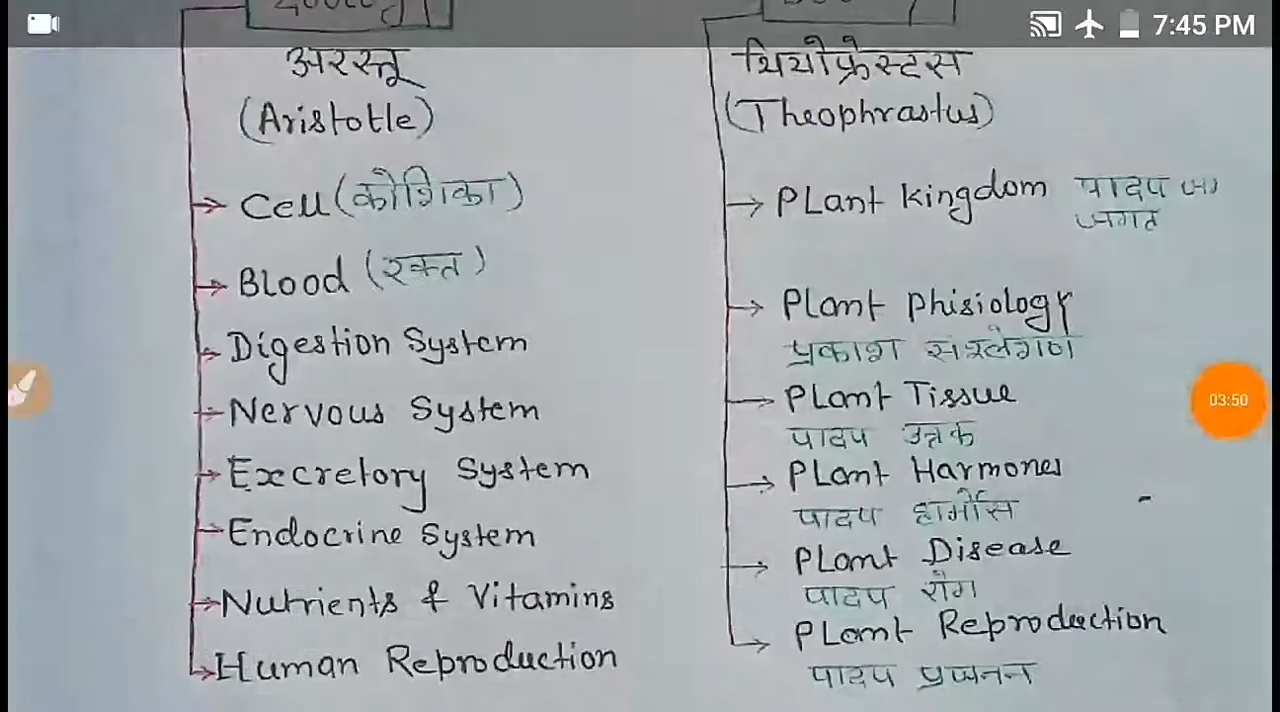 7:45 PM
Zoology
अरस्तू
(Aristotle)
Cell (कोशिका)
Blood (रक्त)
Digestion System
Nervous System
Excretory System
Endocrine System
Nutrients & Vitamins
Human Reproduction
थियोफ्रेस्टस
(Theophrastus)
Plant kingdom पादप
जगत
Plant Phisiology
प्रकाश संश्लेशण
Plant Tissue
पादप उत्तक
Plant Harmones
पादप हार्मोस
Plant Disease
पादप रोग
Plant Reproduction
पादप प्रजनन
03:50